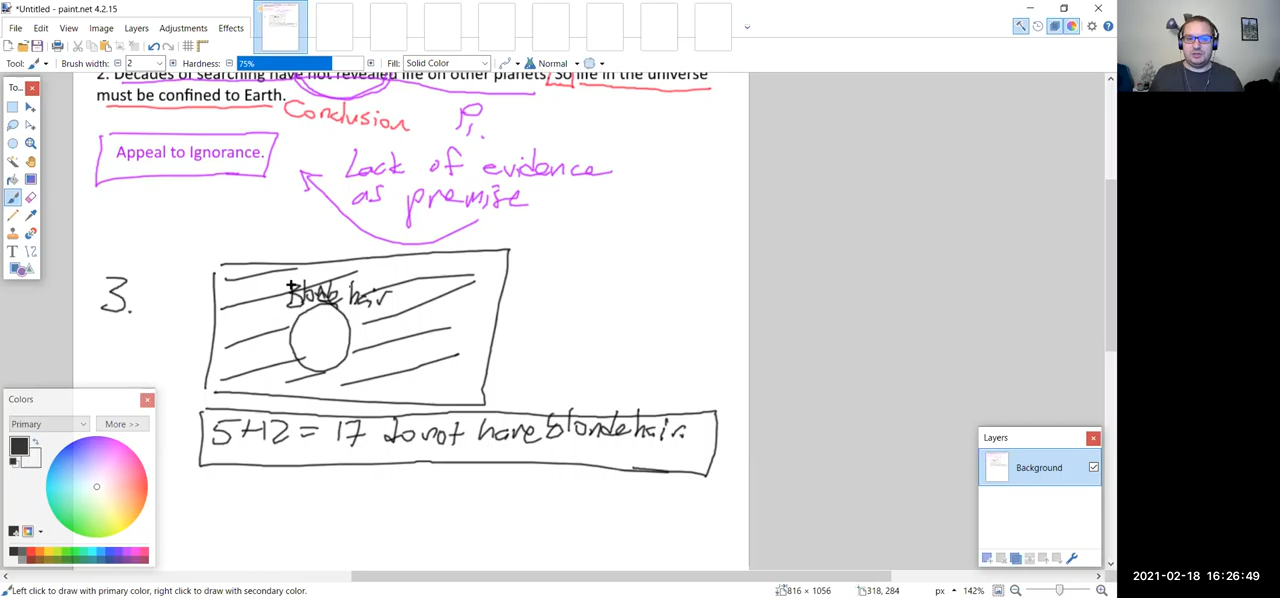 *Untitled - paint.net 4.2.15
File Edit View Image Layers Adjustments Effects
Tool: Brush width: 2 Hardness: 75% Fill: Solid Color Normal
2. Decades of searching have not revealed life on other planets. So life in the universe
must be confined to Earth.
Conclusion P1.
Appeal to Ignorance.
Lack of evidence
as premise
To...
3.
Blonde hair
5+12 = 17 do not have blonde hair.
Colors
Primary More >>
Layers
Background
Left click to draw with primary color, right click to draw with secondary color.
816 × 1056
318, 284
px
142%
2021-02-18 16:26:49